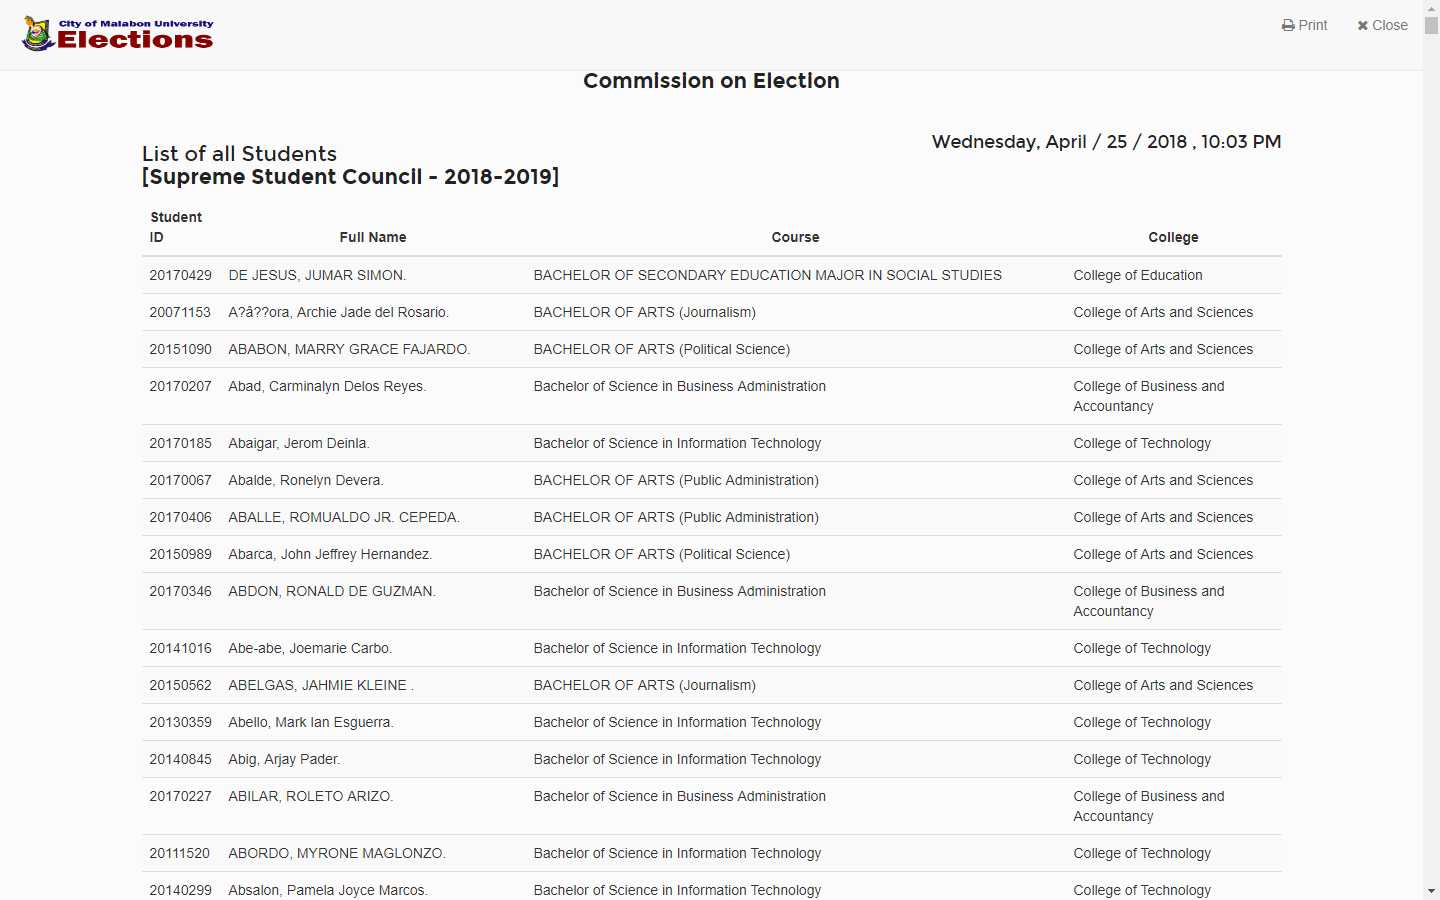 City of Malabon University
Elections
Print
Close
Commission on Election
Wednesday, April / 25 / 2018 , 10:03 PM
List of all Students
[Supreme Student Council - 2018-2019]
Student ID Full Name Course College
20170429 DE JESUS, JUMAR SIMON. BACHELOR OF SECONDARY EDUCATION MAJOR IN SOCIAL STUDIES College of Education
20071153 A?â??ora, Archie Jade del Rosario. BACHELOR OF ARTS (Journalism) College of Arts and Sciences
20151090 ABABON, MARRY GRACE FAJARDO. BACHELOR OF ARTS (Political Science) College of Arts and Sciences
20170207 Abad, Carminalyn Delos Reyes. Bachelor of Science in Business Administration College of Business and
Accountancy
20170185 Abaigar, Jerom Deinla. Bachelor of Science in Information Technology College of Technology
20170067 Abalde, Ronelyn Devera. BACHELOR OF ARTS (Public Administration) College of Arts and Sciences
20170406 ABALLE, ROMUALDO JR. CEPEDA. BACHELOR OF ARTS (Public Administration) College of Arts and Sciences
20150989 Abarca, John Jeffrey Hernandez. BACHELOR OF ARTS (Political Science) College of Arts and Sciences
20170346 ABDON, RONALD DE GUZMAN. Bachelor of Science in Business Administration College of Business and
Accountancy
20141016 Abe-abe, Joemarie Carbo. Bachelor of Science in Information Technology College of Technology
20150562 ABELGAS, JAHMIE KLEINE . BACHELOR OF ARTS (Journalism) College of Arts and Sciences
20130359 Abello, Mark Ian Esguerra. Bachelor of Science in Information Technology College of Technology
20140845 Abig, Arjay Pader. Bachelor of Science in Information Technology College of Technology
20170227 ABILAR, ROLETO ARIZO. Bachelor of Science in Business Administration College of Business and
Accountancy
20111520 ABORDO, MYRONE MAGLONZO. Bachelor of Science in Information Technology College of Technology
20140299 Absalon, Pamela Joyce Marcos. Bachelor of Science in Information Technology College of Technology